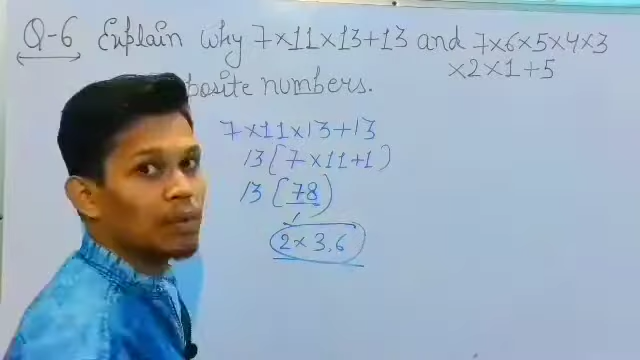 Q-6 Explain why 7×11×13+13 and 7×6×5×4×3
×2×1+5
posite numbers.
7×11×13+13
13[7×11+1)
13[78)
2×3,6